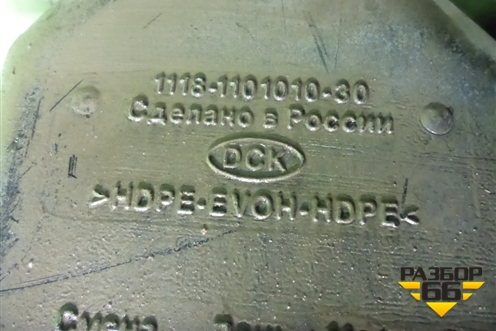 1118-1101010-30
Сделано в России
DCK
>HDPE-EVOH-HDPE<
РАЗБОР
66